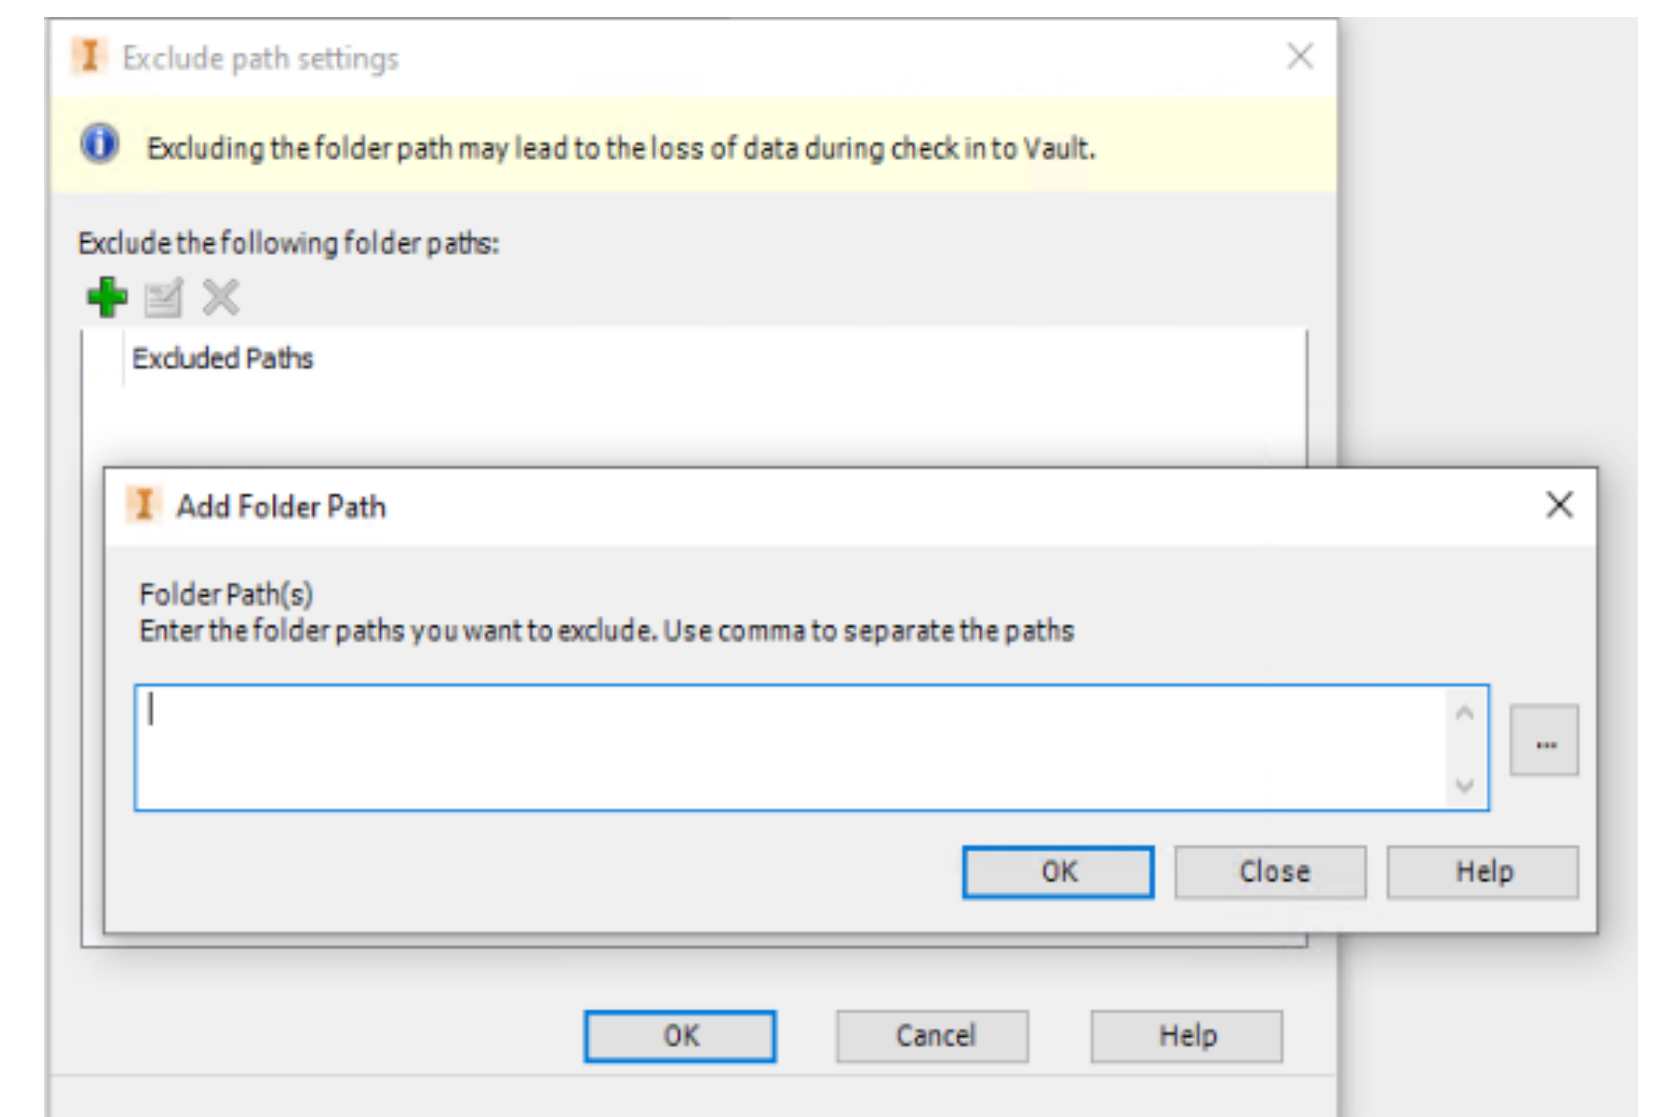 Exclude path settings
Excluding the folder path may lead to the loss of data during check in to Vault.
Exclude the following folder paths:
Excluded Paths
Add Folder Path
Folder Path(s)
Enter the folder paths you want to exclude. Use comma to separate the paths
...
OK Close Help
OK Cancel Help